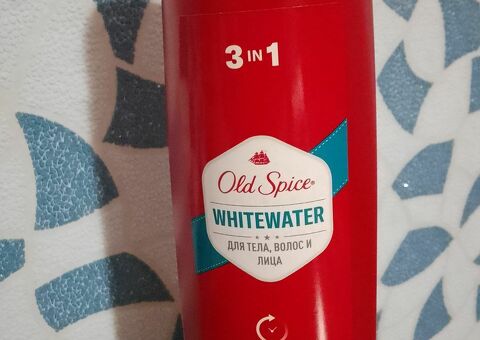 3 IN 1
Old Spice®
WHITEWATER
ДЛЯ ТЕЛА, ВОЛОС И
ЛИЦА